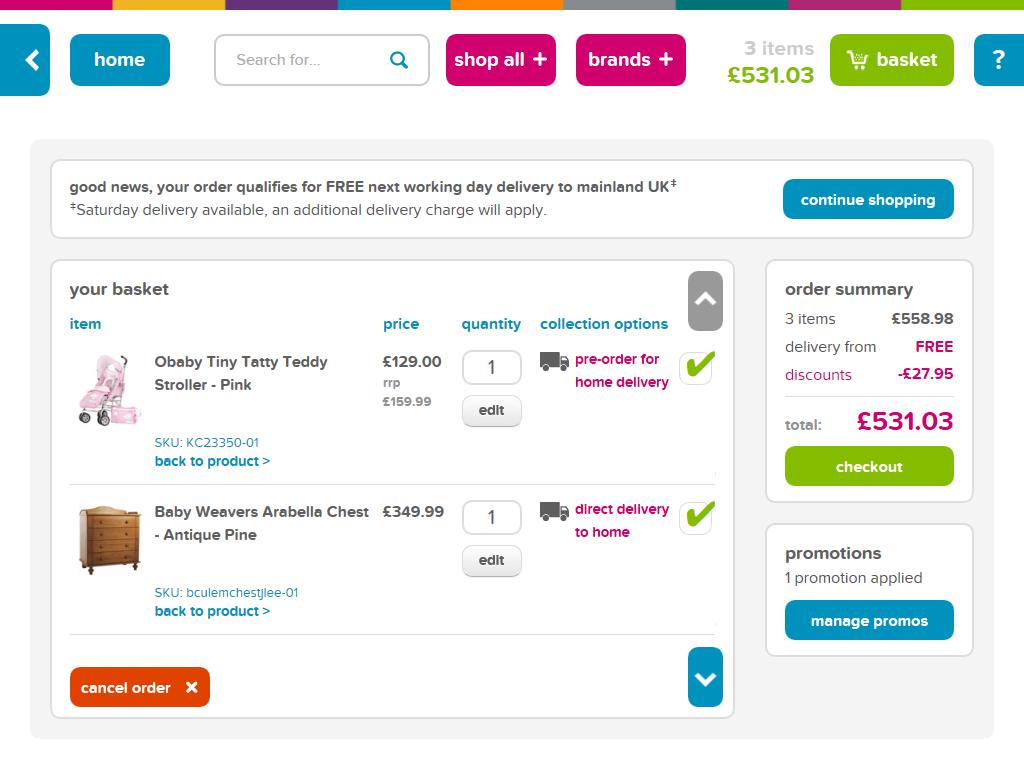 home
Search for...
shop all +
brands +
3 items
£531.03
basket
?
good news, your order qualifies for FREE next working day delivery to mainland UK‡
‡Saturday delivery available, an additional delivery charge will apply.
continue shopping
your basket
item price quantity collection options
Obaby Tiny Tatty Teddy
Stroller - Pink
SKU: KC23350-01
back to product >
£129.00
rrp
£159.99
1
edit
pre-order for
home delivery
Baby Weavers Arabella Chest
- Antique Pine
SKU: bculemchestjlee-01
back to product >
£349.99
1
edit
direct delivery
to home
cancel order ×
order summary
3 items £558.98
delivery from FREE
discounts -£27.95
total: £531.03
checkout
promotions
1 promotion applied
manage promos